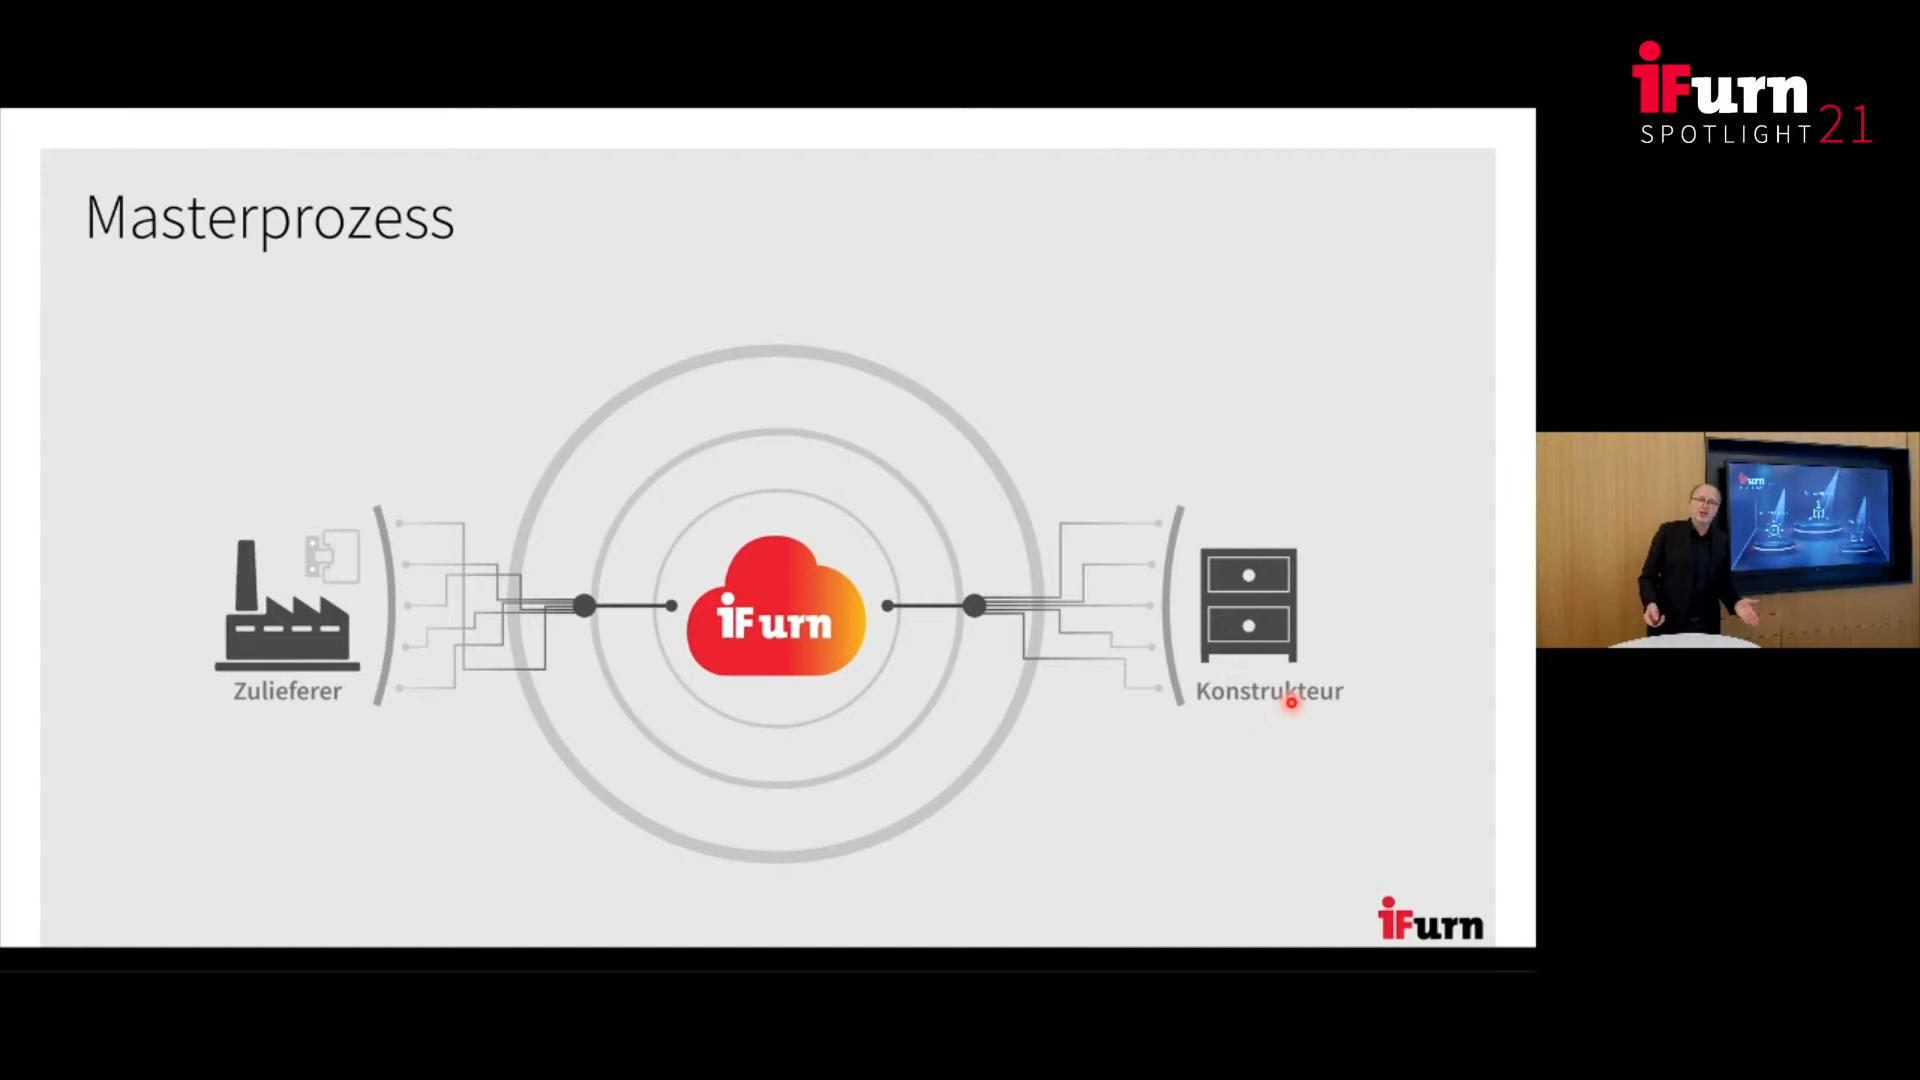 iFurn
SPOTLIGHT 21
Masterprozess
iFurn
Zulieferer
Konstrukteur
iFurn